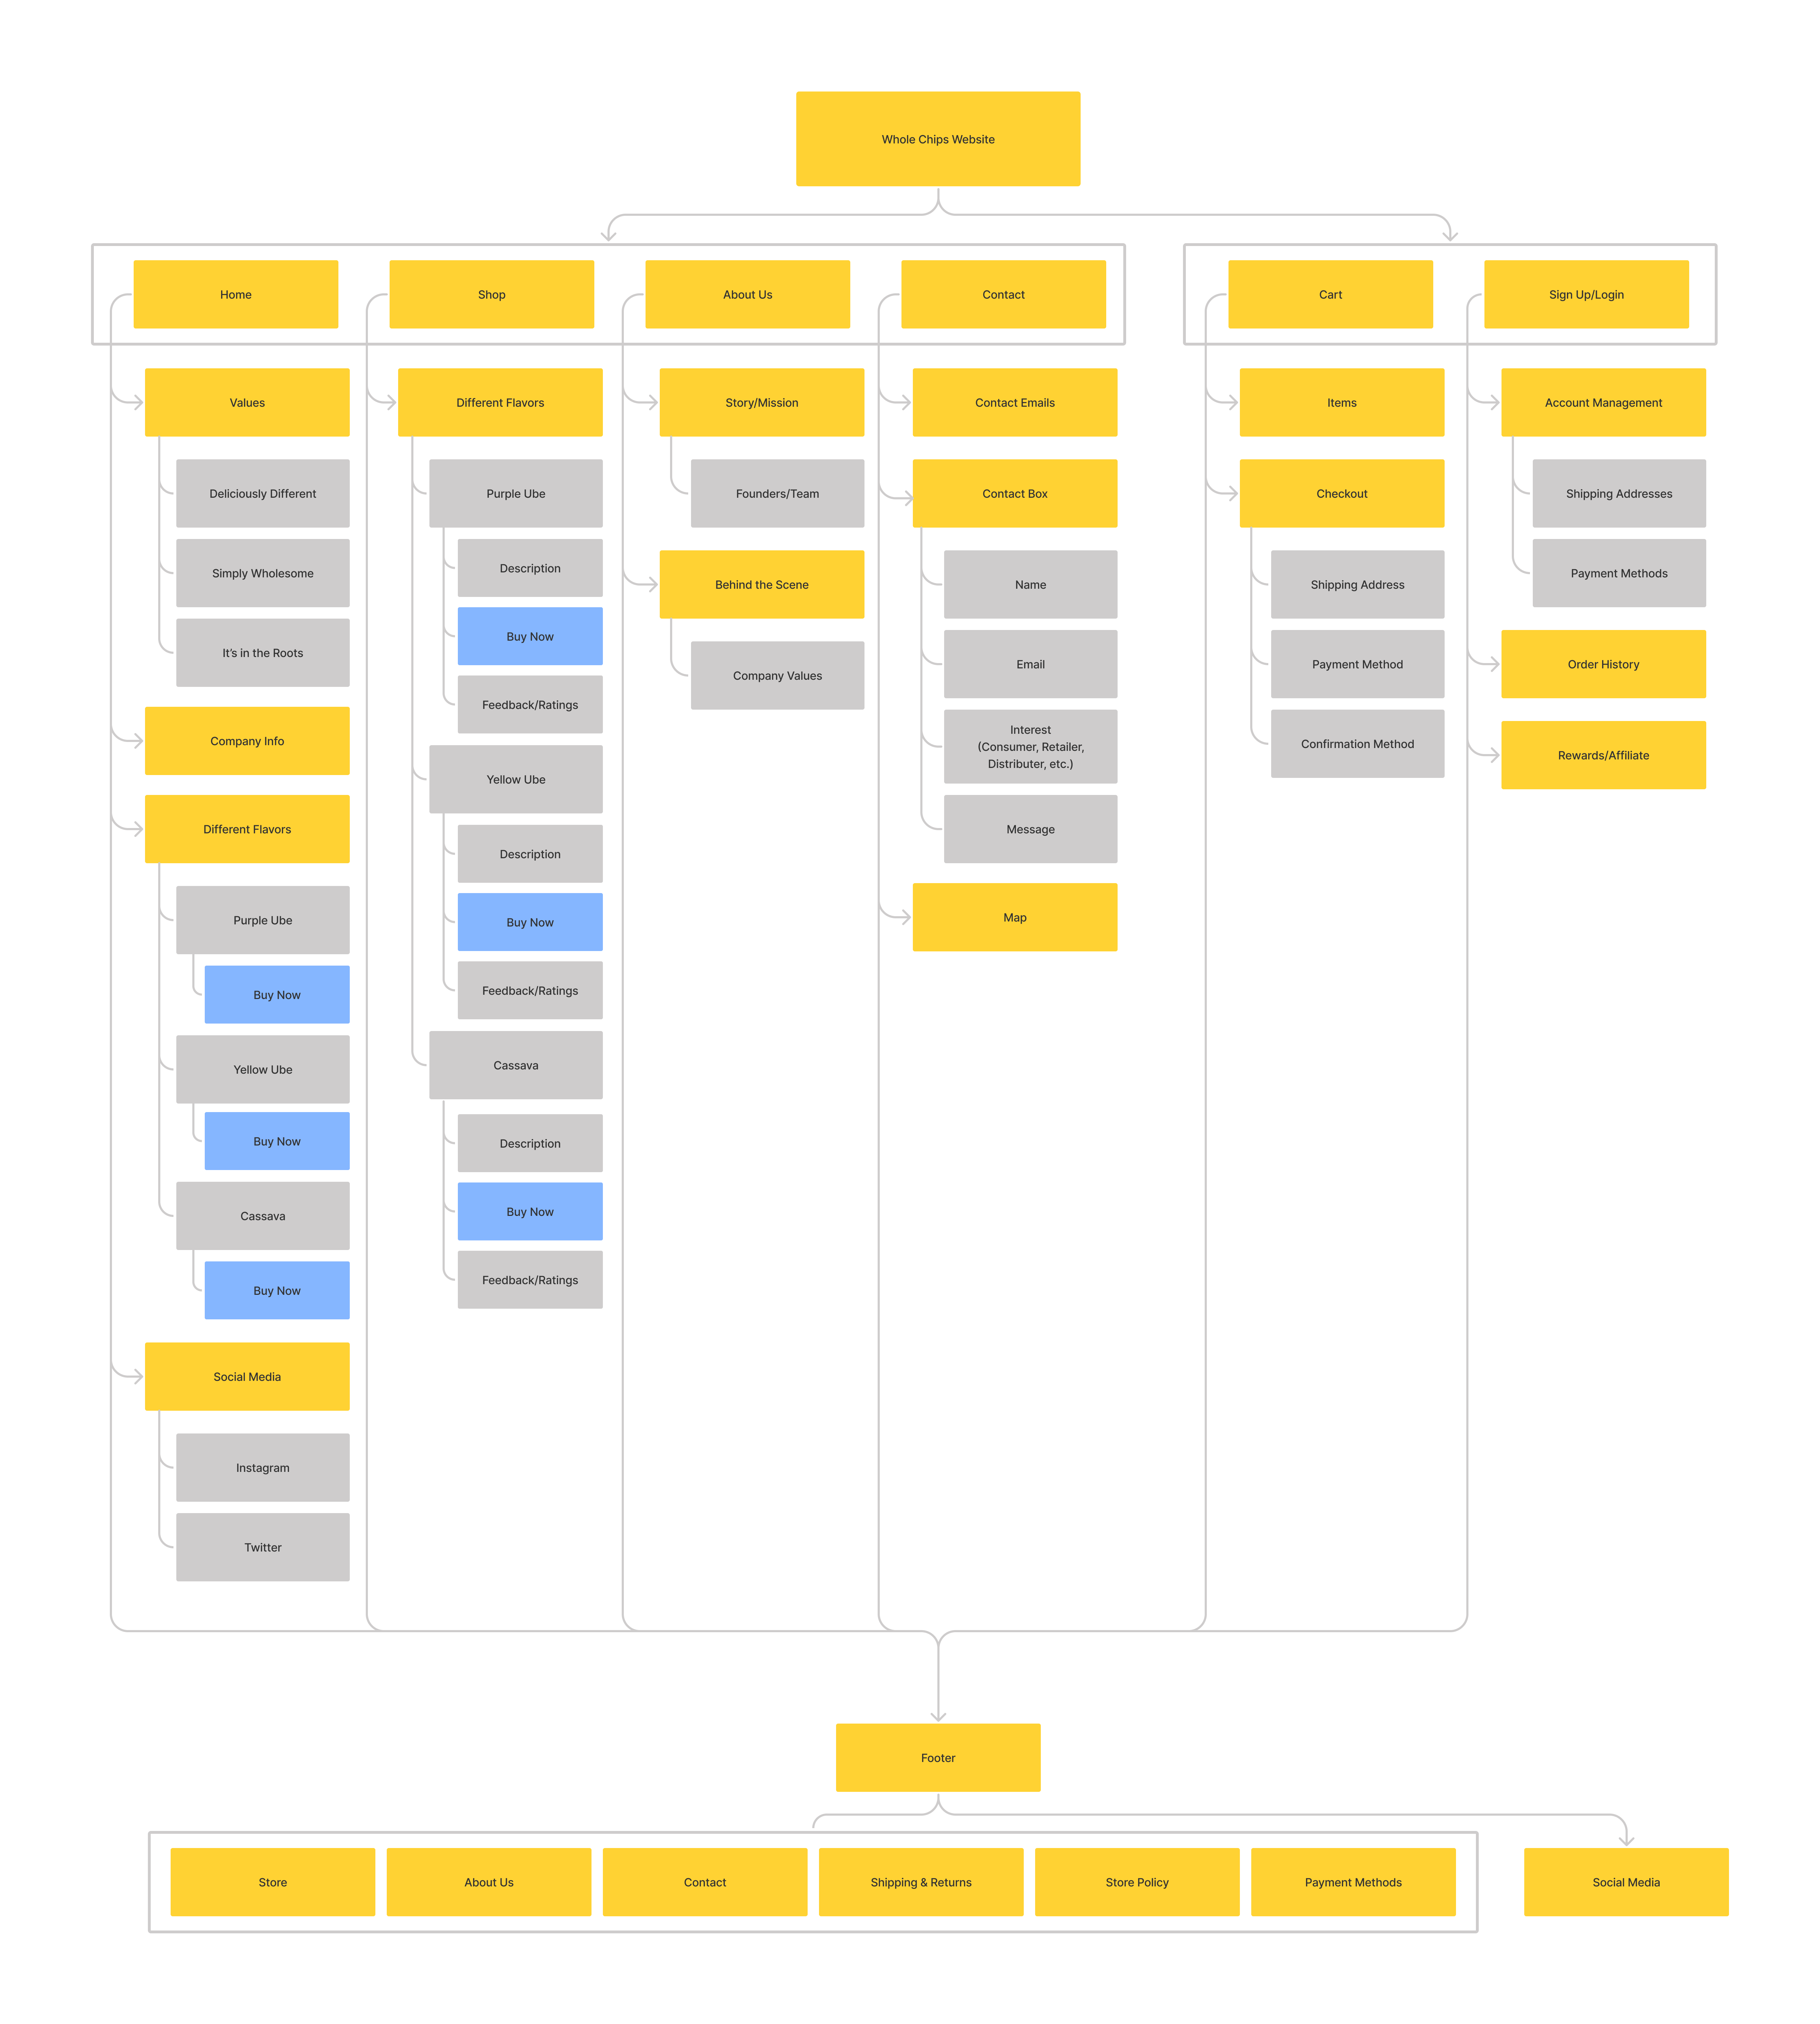 Whole Chips Website
Home
Shop
About Us
Contact
Cart
Sign Up/Login
Values
Deliciously Different
Simply Wholesome
It’s in the Roots
Company Info
Different Flavors
Purple Ube
Buy Now
Yellow Ube
Buy Now
Cassava
Buy Now
Social Media
Instagram
Twitter
Different Flavors
Purple Ube
Description
Buy Now
Feedback/Ratings
Yellow Ube
Description
Buy Now
Feedback/Ratings
Cassava
Description
Buy Now
Feedback/Ratings
Story/Mission
Founders/Team
Behind the Scene
Company Values
Contact Emails
Contact Box
Name
Email
Interest
(Consumer, Retailer,
Distributer, etc.)
Message
Map
Items
Checkout
Shipping Address
Payment Method
Confirmation Method
Account Management
Shipping Addresses
Payment Methods
Order History
Rewards/Affiliate
Footer
Store
About Us
Contact
Shipping & Returns
Store Policy
Payment Methods
Social Media